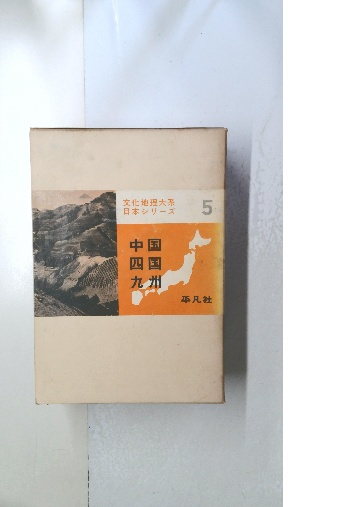 文化地理大系
日本シリーズ
5
中国
四国
九州
平凡社